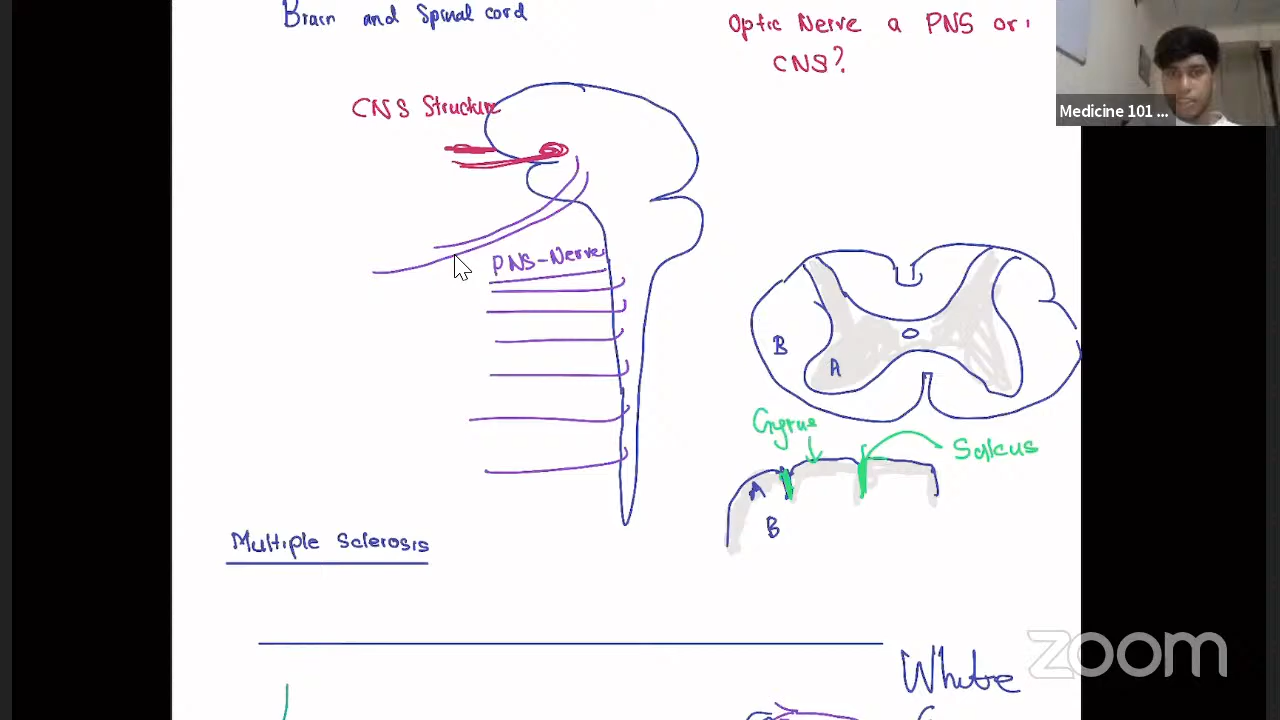 Brain and Spinal cord
Optic Nerve a PNS or
CNS?
Medicine 101 ...
CNS Structure
PNS-Nerve
B
A
Gyrus
Sulcus
A
B
Multiple Sclerosis
White
zoom